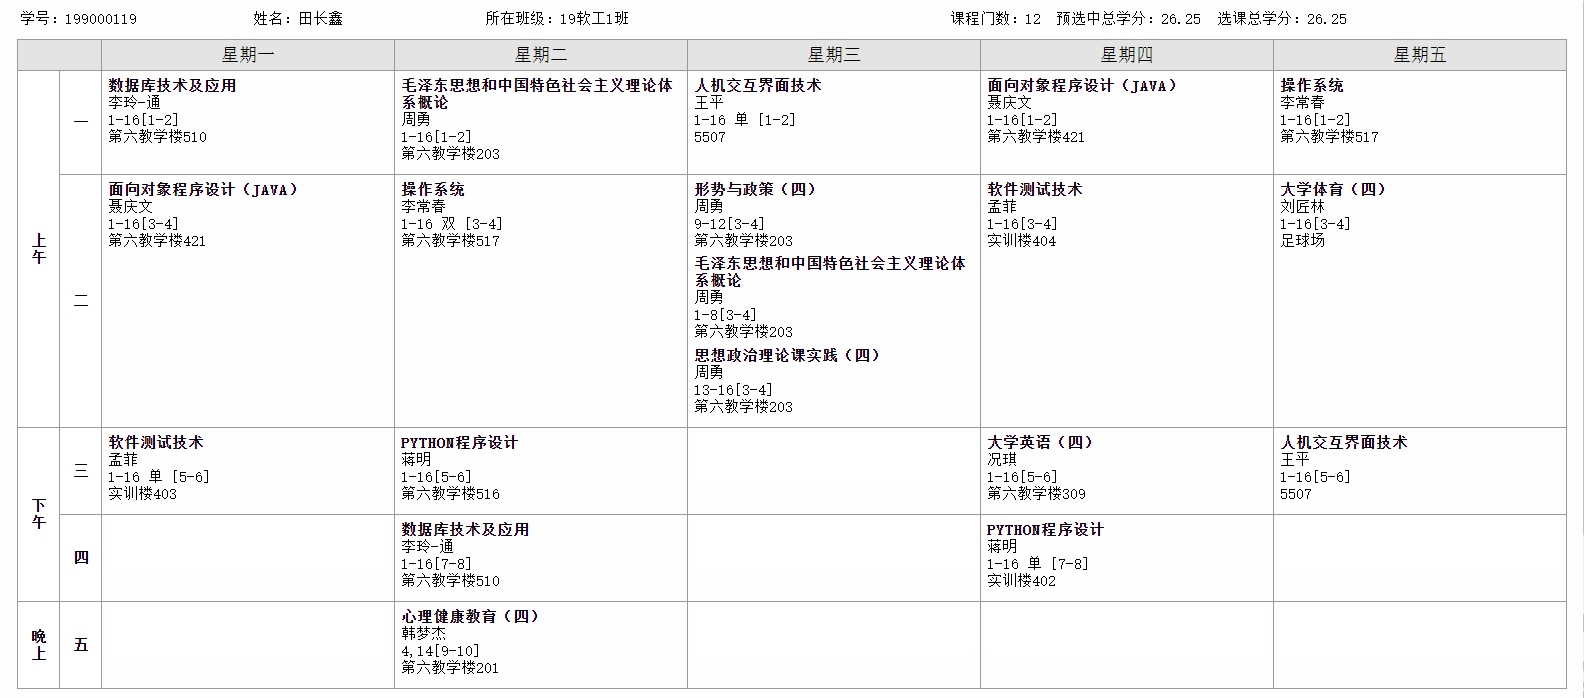 学号：199000119 姓名：田长鑫 所在班级：19软工1班 课程门数：12 预选中总学分：26.25 选课总学分：26.25
星期一 星期二 星期三 星期四 星期五
上午
一
数据库技术及应用
李玲-通
1-16[1-2]
第六教学楼510
毛泽东思想和中国特色社会主义理论体
系概论
周勇
1-16[1-2]
第六教学楼203
人机交互界面技术
王平
1-16 单 [1-2]
5507
面向对象程序设计（JAVA）
聂庆文
1-16[1-2]
第六教学楼421
操作系统
李常春
1-16[1-2]
第六教学楼517
二
面向对象程序设计（JAVA）
聂庆文
1-16[3-4]
第六教学楼421
操作系统
李常春
1-16 双 [3-4]
第六教学楼517
形势与政策（四）
周勇
9-12[3-4]
第六教学楼203
毛泽东思想和中国特色社会主义理论体
系概论
周勇
1-8[3-4]
第六教学楼203
思想政治理论课实践（四）
周勇
13-16[3-4]
第六教学楼203
软件测试技术
孟菲
1-16[3-4]
实训楼404
大学体育（四）
刘匠林
1-16[3-4]
足球场
下午
三
软件测试技术
孟菲
1-16 单 [5-6]
实训楼403
PYTHON程序设计
蒋明
1-16[5-6]
第六教学楼516
大学英语（四）
况琪
1-16[5-6]
第六教学楼309
人机交互界面技术
王平
1-16[5-6]
5507
四
数据库技术及应用
李玲-通
1-16[7-8]
第六教学楼510
PYTHON程序设计
蒋明
1-16 单 [7-8]
实训楼402
晚上
五
心理健康教育（四）
韩梦杰
4,14[9-10]
第六教学楼201